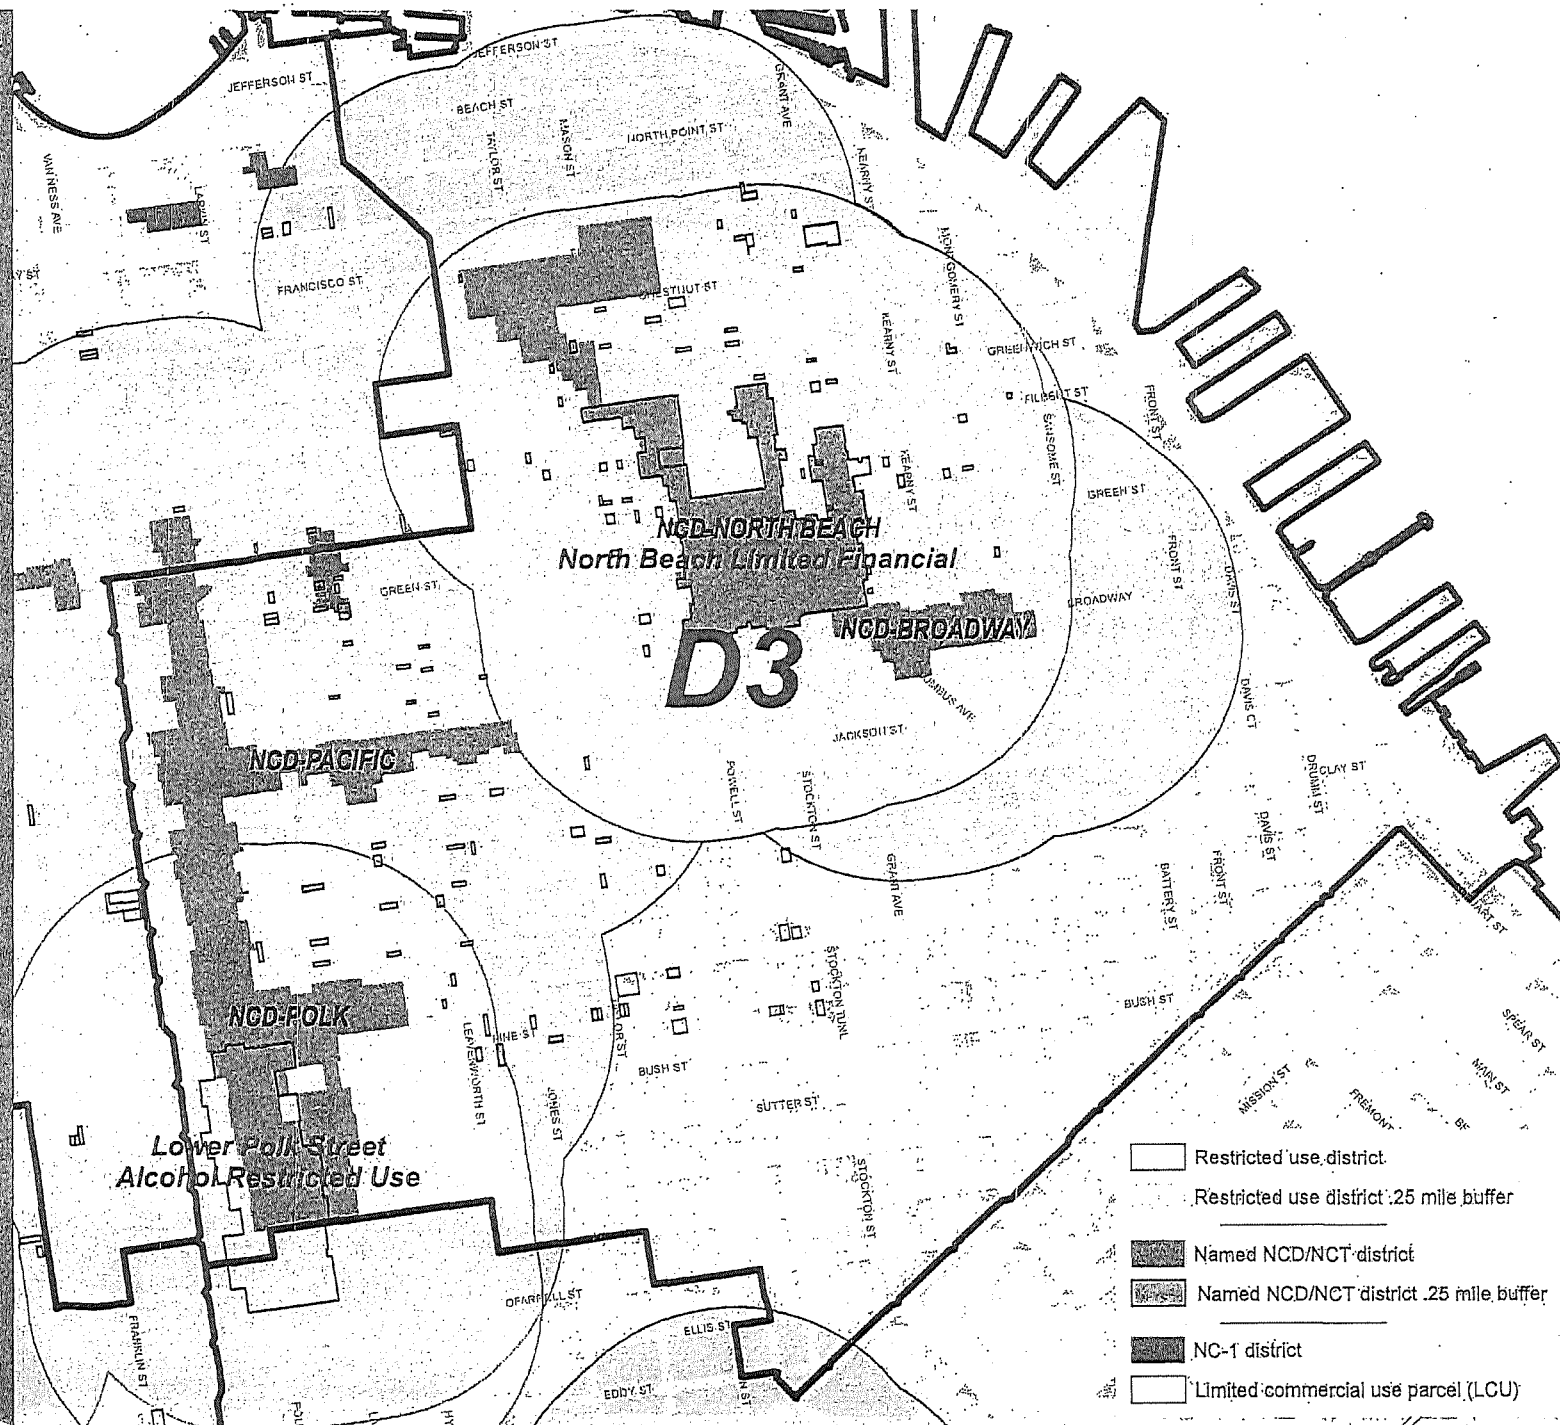 JEFFERSON ST
JEFFERSON ST
BEACH ST
NORTH POINT ST
GRANT AVE
TAYLOR ST
MASON ST
KEARNY ST
VAN NESS AVE
LARKIN ST
FRANCISCO ST
CHESTNUT ST
MONTGOMERY ST
KEARNY ST
GREENWICH ST
FILBERT ST
FRONT ST
SANSOME ST
KEARNY ST
GREEN ST
NCD-NORTH BEACH
North Beach Limited Financial
FRONT ST
DAVIS ST
GREEN ST
BROADWAY
NCD-BROADWAY
D3
JACKSON ST
DAVIS CT
NCD-PACIFIC
POWELL ST
STOCKTON ST
CLAY ST
DRUMM ST
DAVIS ST
GRANT AVE
BATTERY ST
FRONT ST
STOCKTON TUNL
NCD-POLK
LEAVENWORTH ST
PINE ST
BUSH ST
BUSH ST
SPEAR ST
MAIN ST
MISSION ST
FREMONT
JONES ST
SUTTER ST
Lower Polk Street
Alcohol Restricted Use
STOCKTON ST
Restricted use district
Restricted use district .25 mile buffer
Named NCD/NCT district
Named NCD/NCT district .25 mile buffer
NC-1 district
Limited commercial use parcel (LCU)
OFARRELL ST
ELLIS ST
FRANKLIN ST
EDDY ST